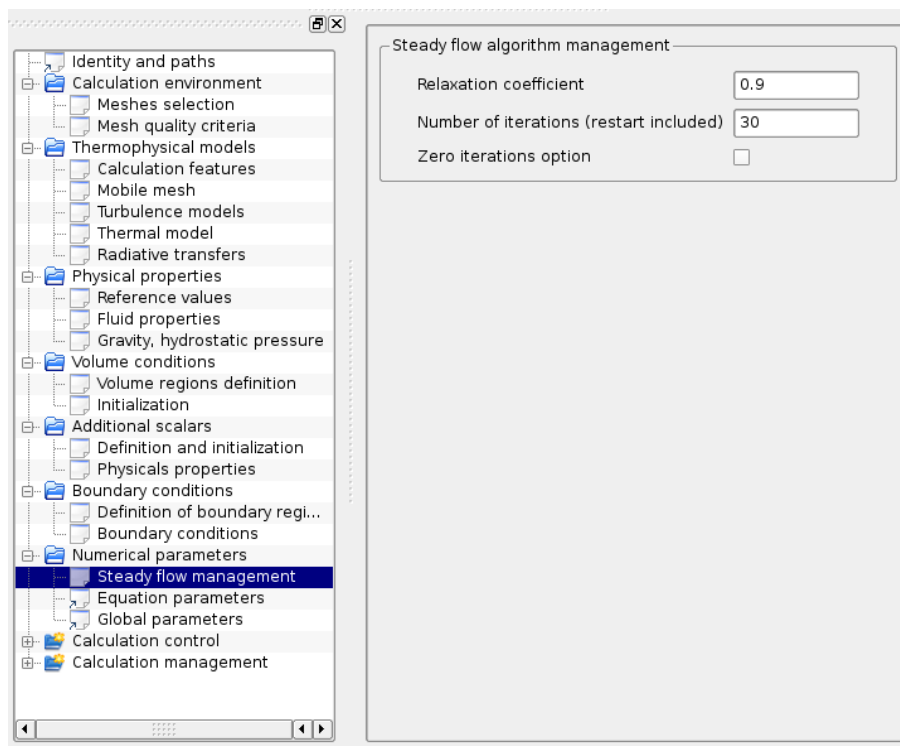 Identity and paths
Calculation environment
Meshes selection
Mesh quality criteria
Thermophysical models
Calculation features
Mobile mesh
Turbulence models
Thermal model
Radiative transfers
Physical properties
Reference values
Fluid properties
Gravity, hydrostatic pressure
Volume conditions
Volume regions definition
Initialization
Additional scalars
Definition and initialization
Physicals properties
Boundary conditions
Definition of boundary regi...
Boundary conditions
Numerical parameters
Steady flow management
Equation parameters
Global parameters
Calculation control
Calculation management
Steady flow algorithm management
Relaxation coefficient 0.9
Number of iterations (restart included) 30
Zero iterations option